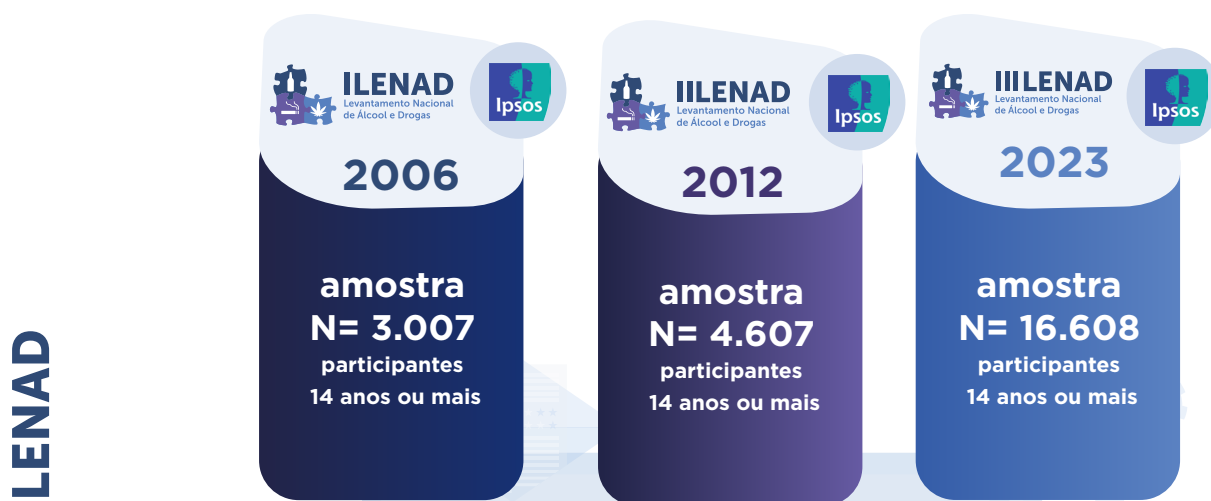 LENAD
ILENAD
Levantamento Nacional
de Álcool e Drogas
Ipsos
2006
amostra
N= 3.007
participantes
14 anos ou mais
IILENAD
Levantamento Nacional
de Álcool e Drogas
Ipsos
2012
amostra
N= 4.607
participantes
14 anos ou mais
IIILENAD
Levantamento Nacional
de Álcool e Drogas
Ipsos
2023
amostra
N= 16.608
participantes
14 anos ou mais